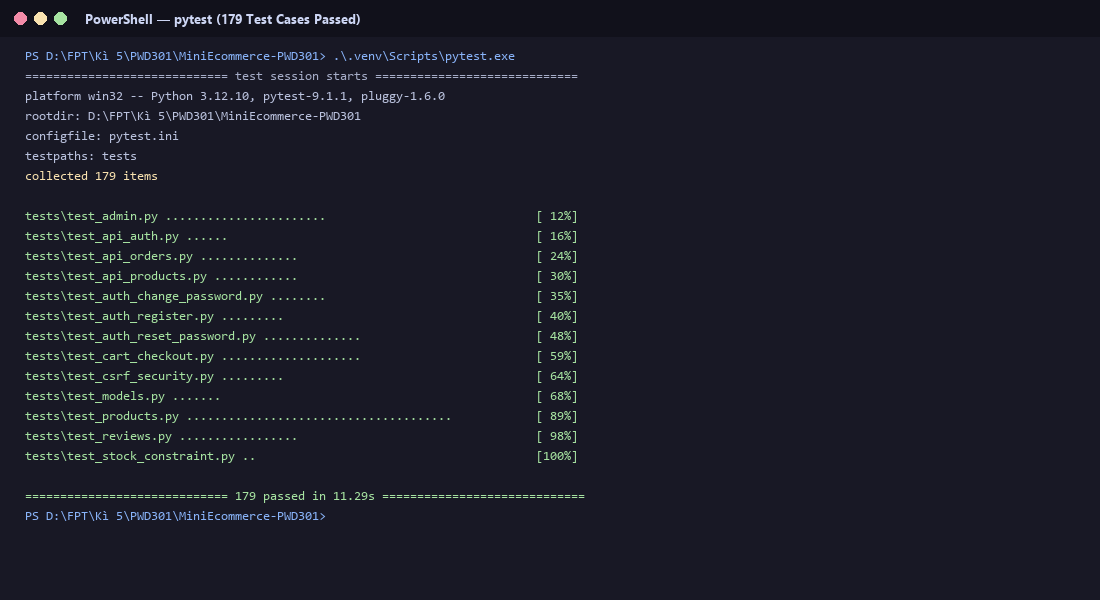 PowerShell — pytest (179 Test Cases Passed)
PS D:\FPT\Kì 5\PWD301\MiniEcommerce-PWD301> .\.venv\Scripts\pytest.exe
============================= test session starts =============================
platform win32 -- Python 3.12.10, pytest-9.1.1, pluggy-1.6.0
rootdir: D:\FPT\Kì 5\PWD301\MiniEcommerce-PWD301
configfile: pytest.ini
testpaths: tests
collected 179 items
tests\test_admin.py ....................... [ 12%]
tests\test_api_auth.py ...... [ 16%]
tests\test_api_orders.py .............. [ 24%]
tests\test_api_products.py ............ [ 30%]
tests\test_auth_change_password.py ........ [ 35%]
tests\test_auth_register.py ......... [ 40%]
tests\test_auth_reset_password.py .............. [ 48%]
tests\test_cart_checkout.py .................... [ 59%]
tests\test_csrf_security.py ......... [ 64%]
tests\test_models.py ....... [ 68%]
tests\test_products.py ...................................... [ 89%]
tests\test_reviews.py ................. [ 98%]
tests\test_stock_constraint.py .. [100%]
============================= 179 passed in 11.29s =============================
PS D:\FPT\Kì 5\PWD301\MiniEcommerce-PWD301>